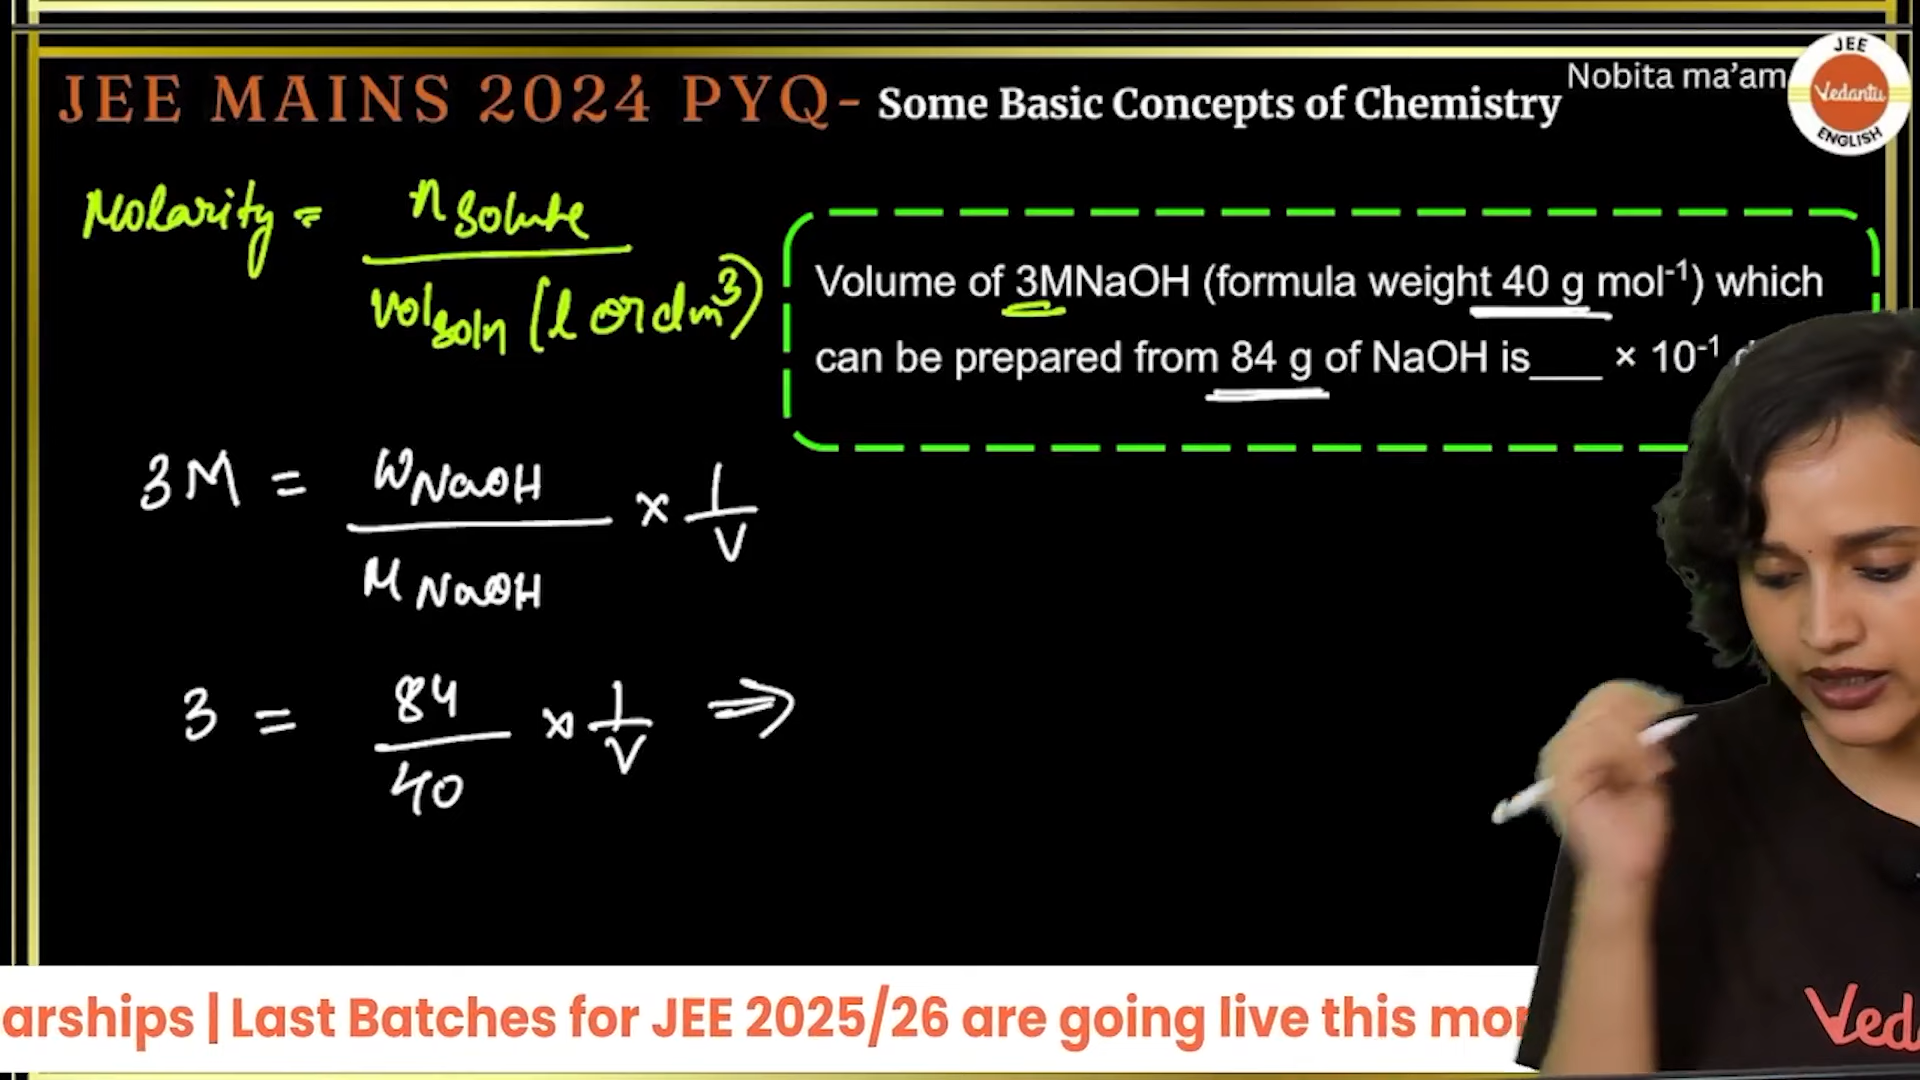 JEE MAINS 2024 PYQ- Some Basic Concepts of Chemistry
Nobita ma'am
JEE
Vedantu
ENGLISH
Molarity = n solute / vol soln (l or dm³)
Volume of 3MNaOH (formula weight 40 g mol⁻¹) which
can be prepared from 84 g of NaOH is___ × 10⁻¹
3M = W NaOH / M NaOH × 1/V
3 = 84/40 × 1/V ⇒
arships | Last Batches for JEE 2025/26 are going live this mor
Ved